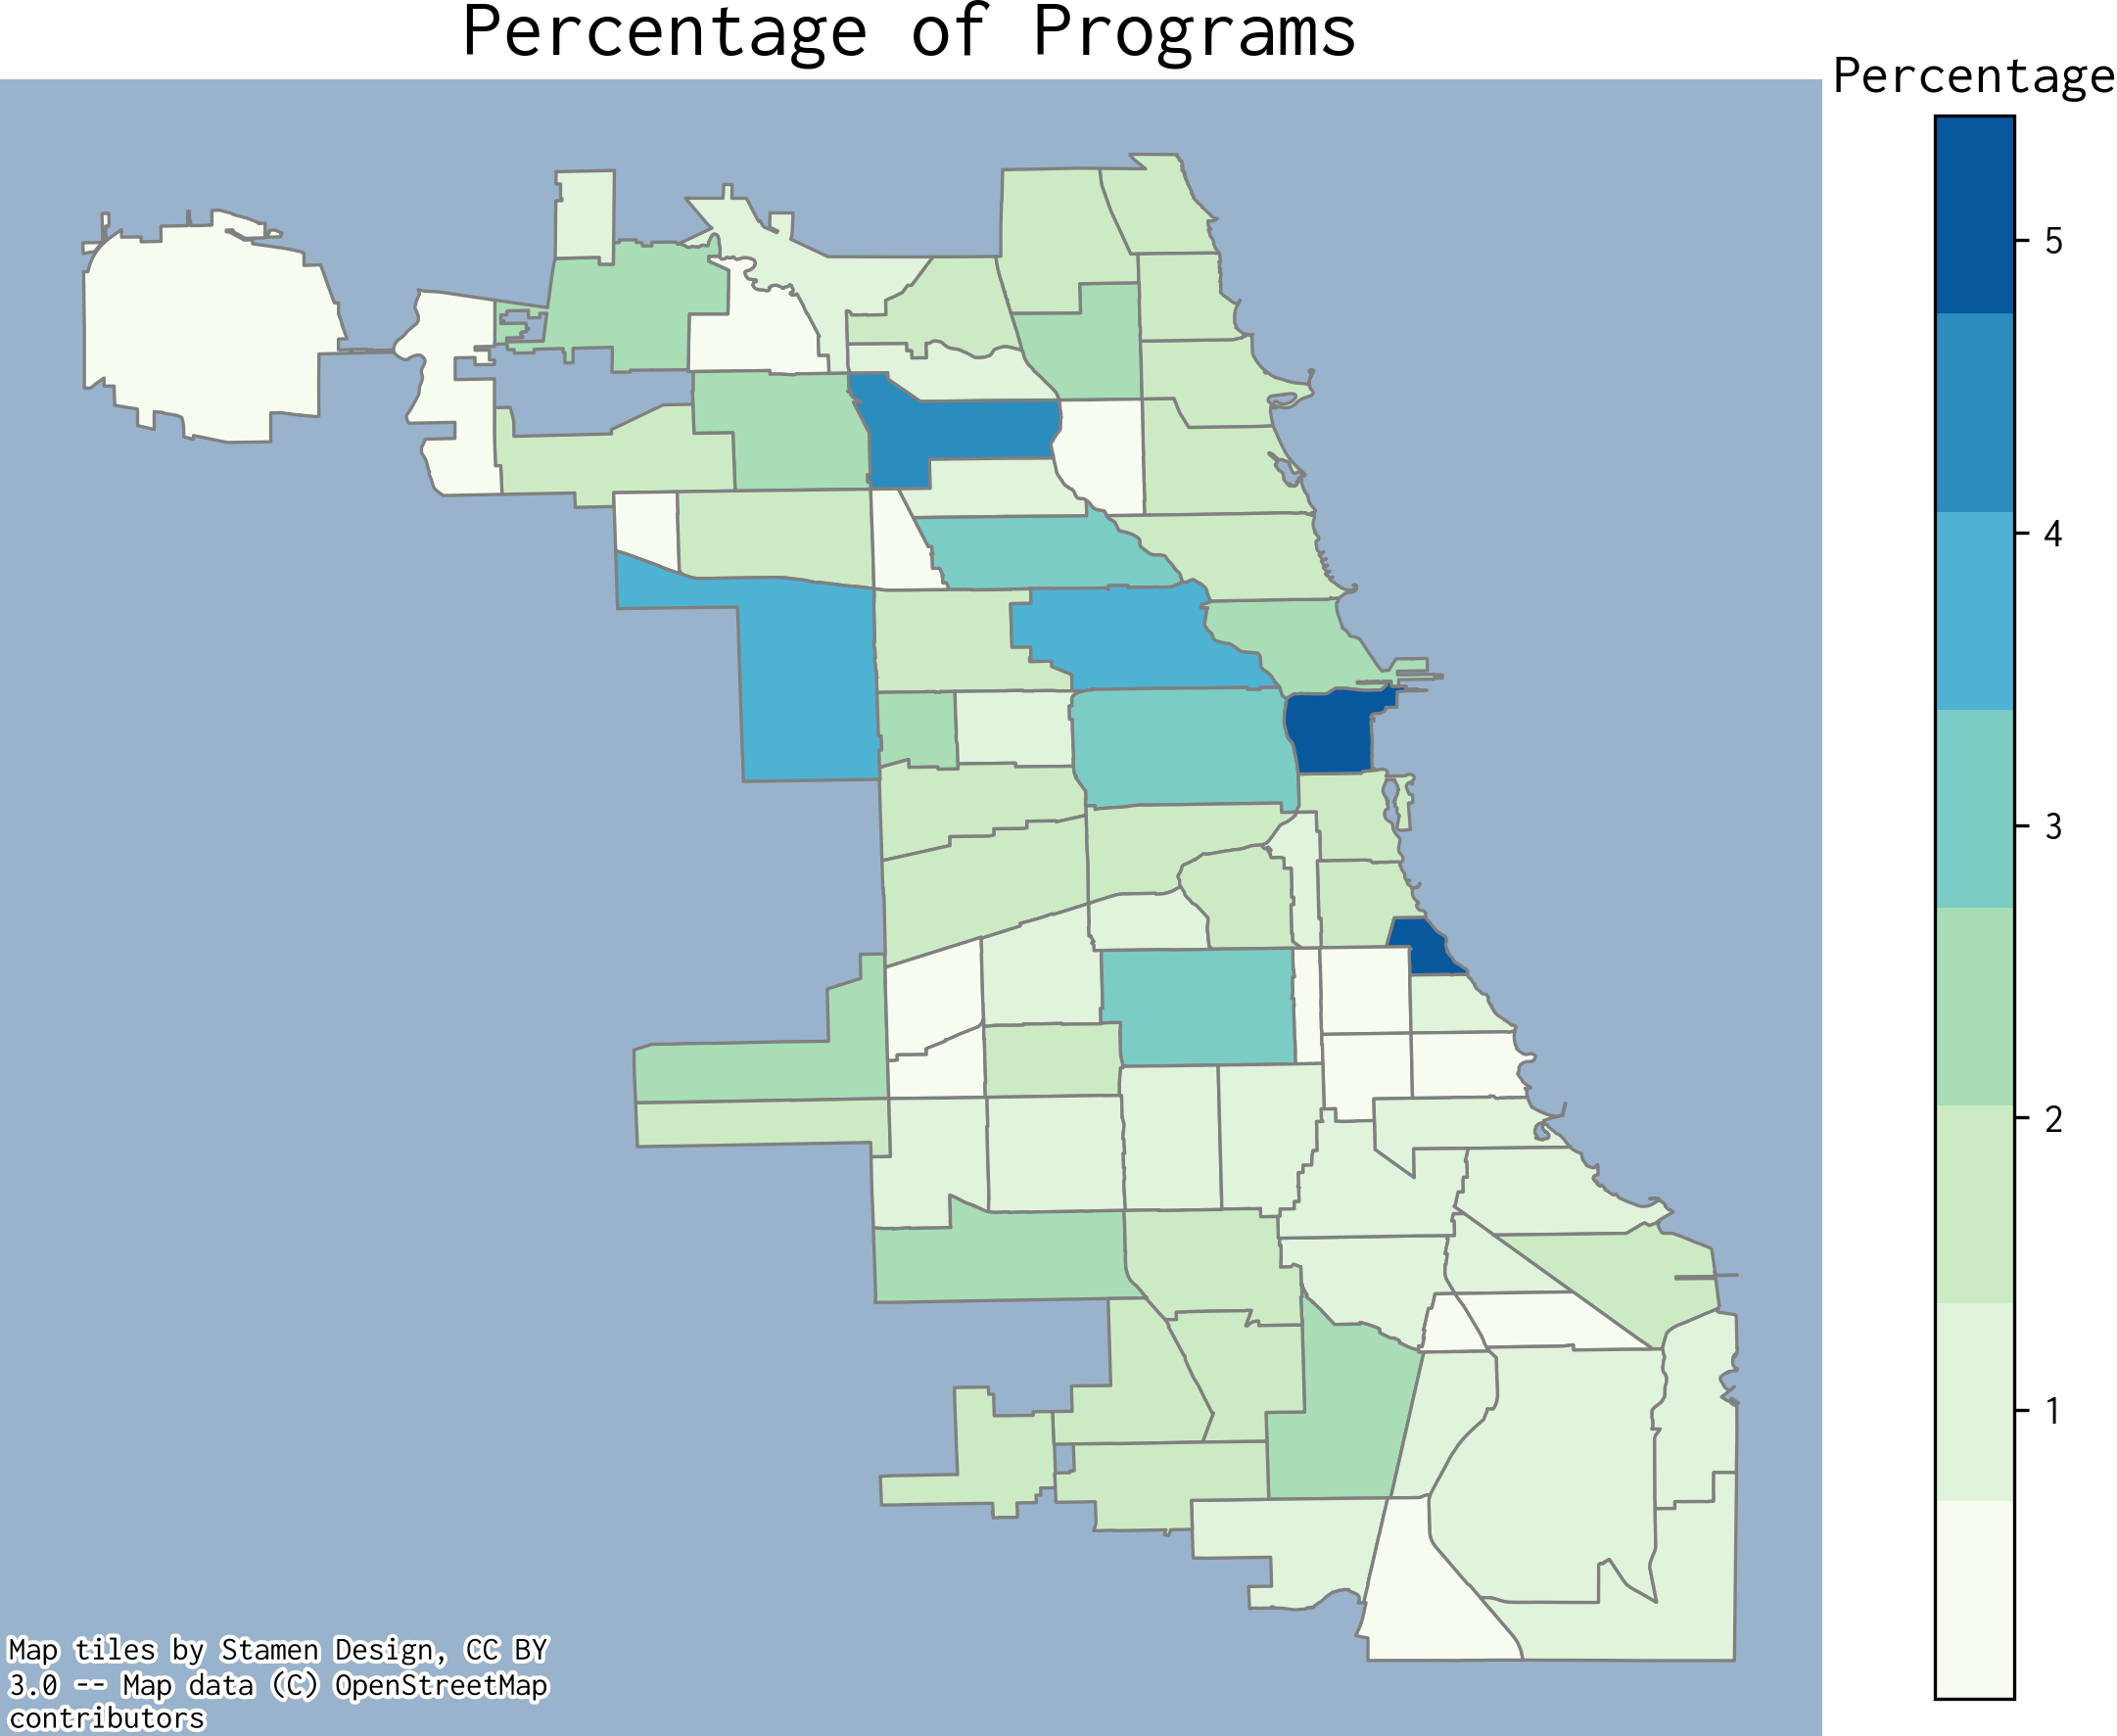 Percentage of Programs
Percentage
5
4
3
2
1
Map tiles by Stamen Design, CC BY
3.0 -- Map data (C) OpenStreetMap
contributors